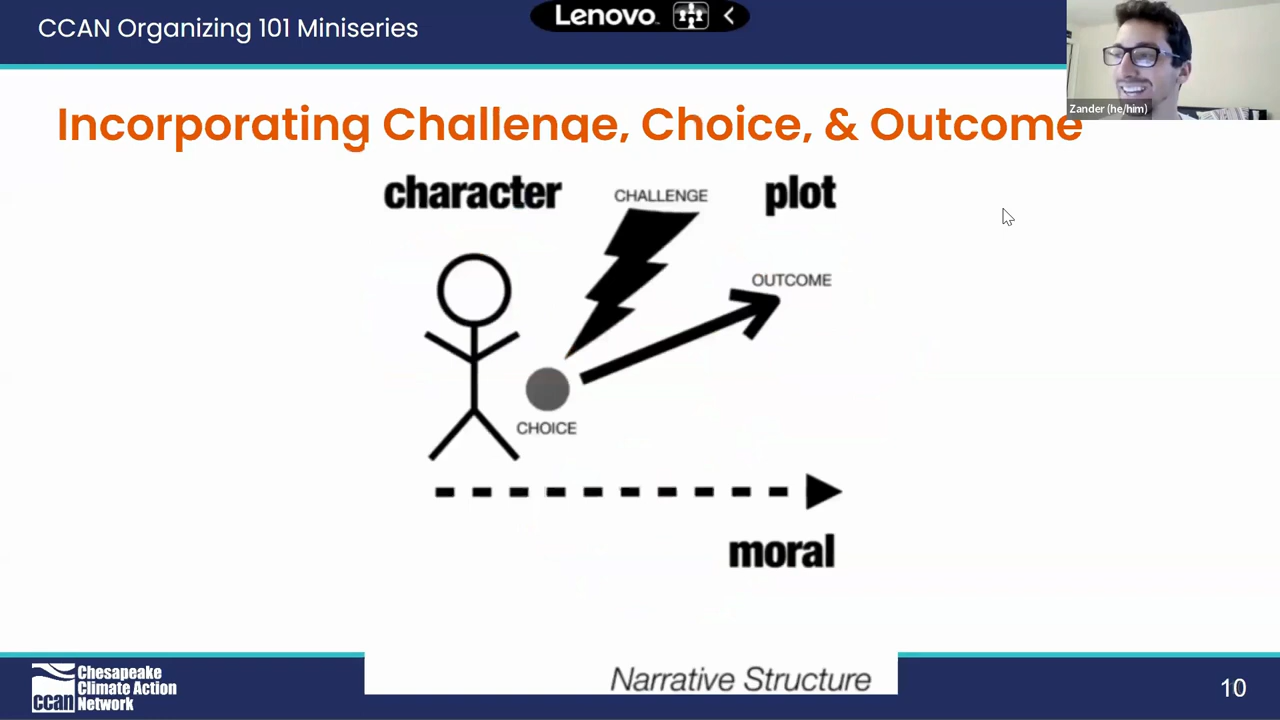 CCAN Organizing 101 Miniseries
Lenovo
Zander (he/him)
Incorporating Challenge, Choice, & Outcome
character
CHALLENGE
plot
OUTCOME
CHOICE
moral
Narrative Structure
ccan
Chesapeake
Climate Action
Network
10